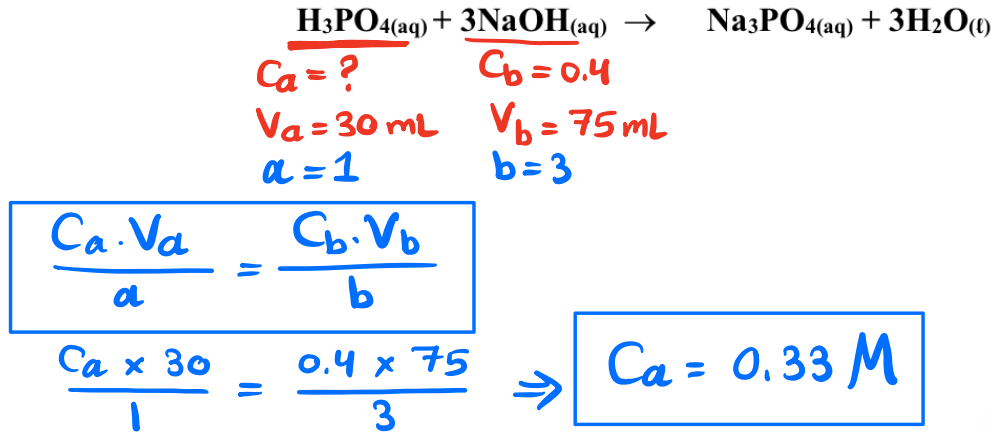 H3PO4(aq) + 3NaOH(aq) → Na3PO4(aq) + 3H2O(ℓ)
Ca = ? Cb = 0.4
Va = 30 mL Vb = 75 mL
a = 1 b = 3
Ca . Va / a = Cb . Vb / b
Ca × 30 / 1 = 0.4 × 75 / 3 ⇒ Ca = 0.33 M